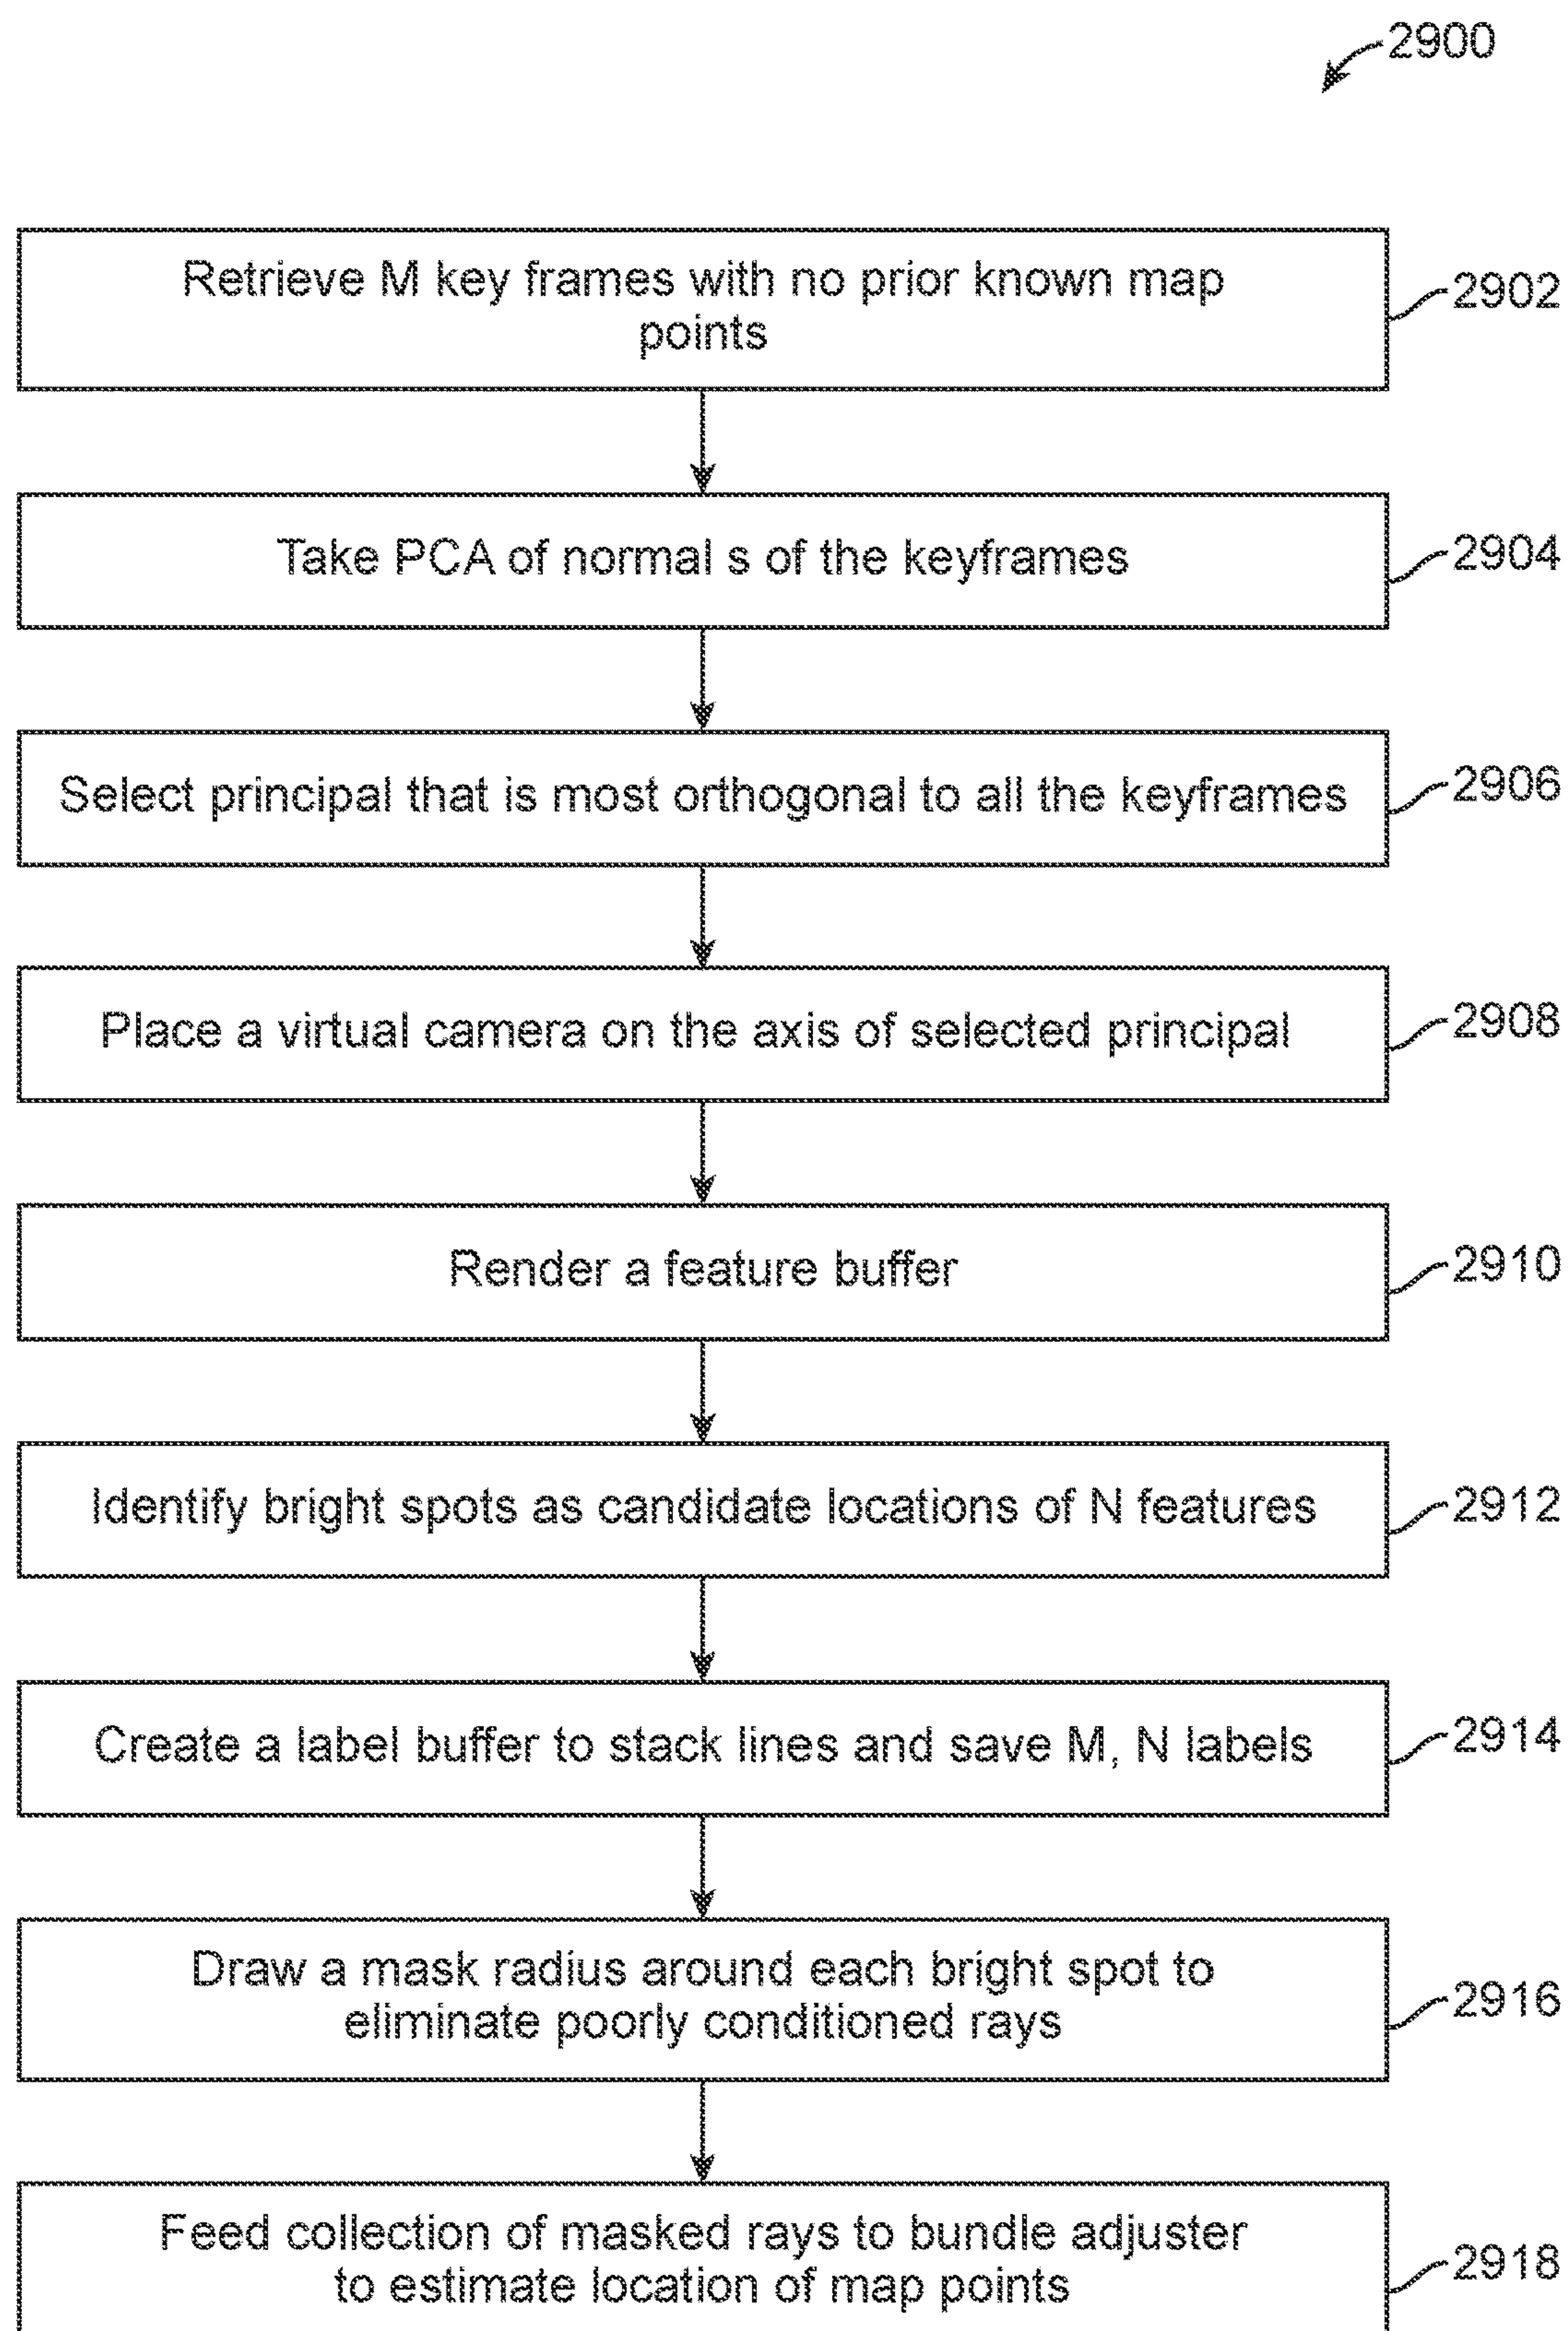 2900
Retrieve M key frames with no prior known map
points
2902
Take PCA of normal s of the keyframes
2904
Select principal that is most orthogonal to all the keyframes
2906
Place a virtual camera on the axis of selected principal
2908
Render a feature buffer
2910
Identify bright spots as candidate locations of N features
2912
Create a label buffer to stack lines and save M, N labels
2914
Draw a mask radius around each bright spot to
eliminate poorly conditioned rays
2916
Feed collection of masked rays to bundle adjuster
to estimate location of map points
2918